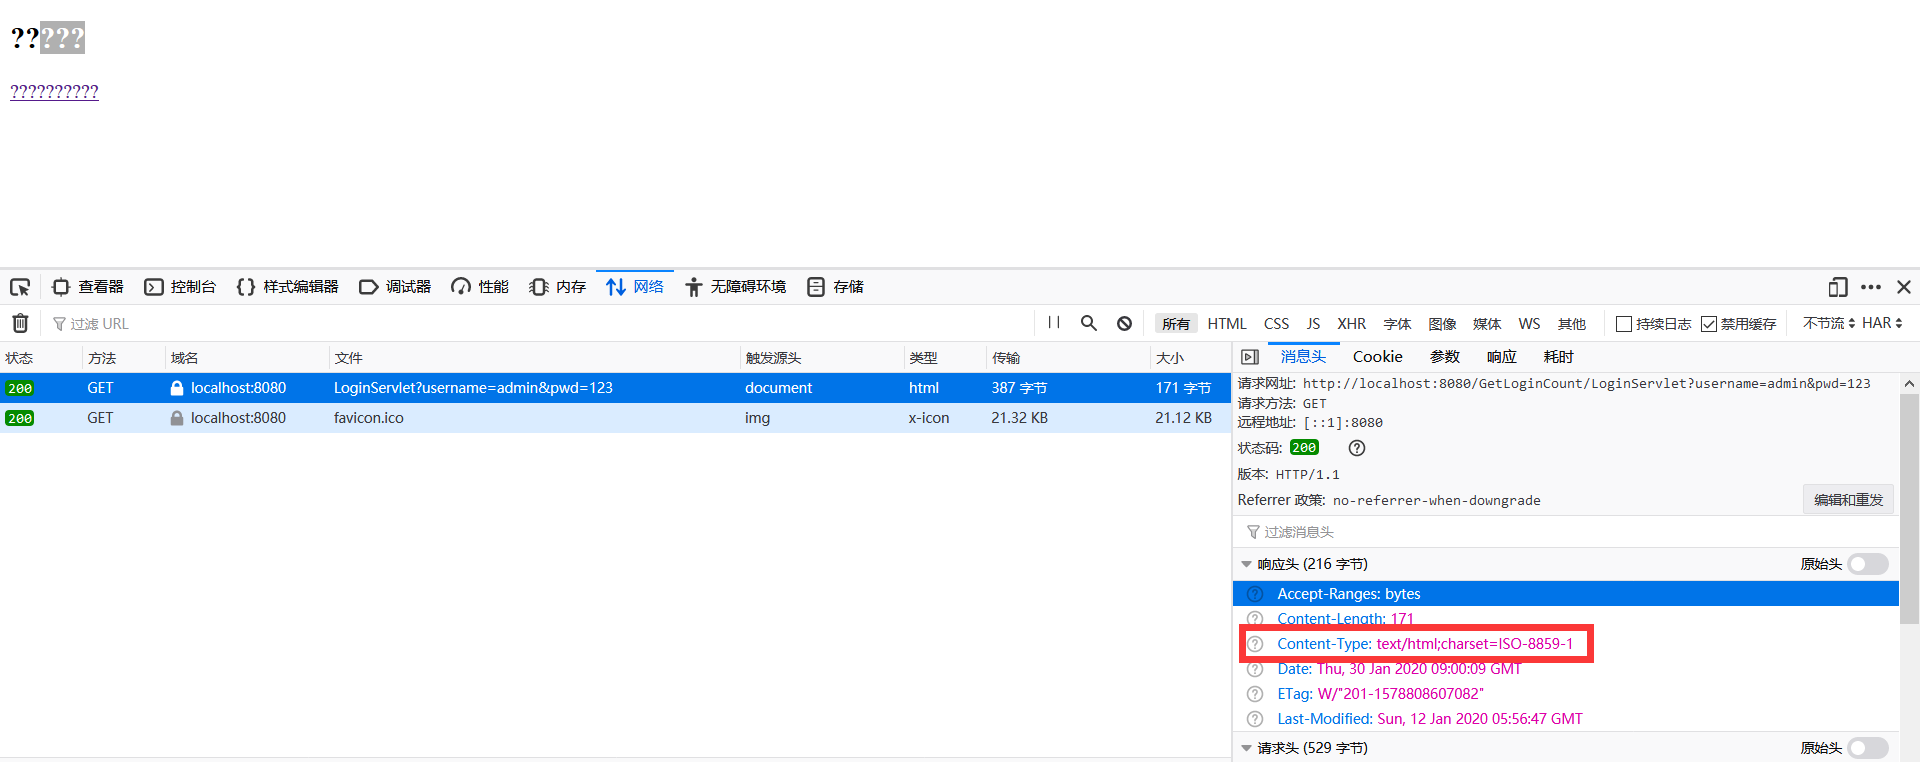 ?????
??????????
查看器 控制台 {} 样式编辑器 调试器 性能 内存 网络 无障碍环境 存储
过滤 URL
所有 HTML CSS JS XHR 字体 图像 媒体 WS 其他 持续日志 禁用缓存 不节流 HAR
状态 方法 域名 文件 触发源头 类型 传输 大小
200 GET localhost:8080 LoginServlet?username=admin&pwd=123 document html 387 字节 171 字节
200 GET localhost:8080 favicon.ico img x-icon 21.32 KB 21.12 KB
消息头 Cookie 参数 响应 耗时
请求网址: http://localhost:8080/GetLoginCount/LoginServlet?username=admin&pwd=123
请求方法: GET
远程地址: [::1]:8080
状态码: 200
版本: HTTP/1.1
Referrer 政策: no-referrer-when-downgrade
编辑和重发
过滤消息头
响应头 (216 字节) 原始头
Accept-Ranges: bytes
Content-Length: 171
Content-Type: text/html;charset=ISO-8859-1
Date: Thu, 30 Jan 2020 09:00:09 GMT
ETag: W/"201-1578808607082"
Last-Modified: Sun, 12 Jan 2020 05:56:47 GMT
请求头 (529 字节) 原始头